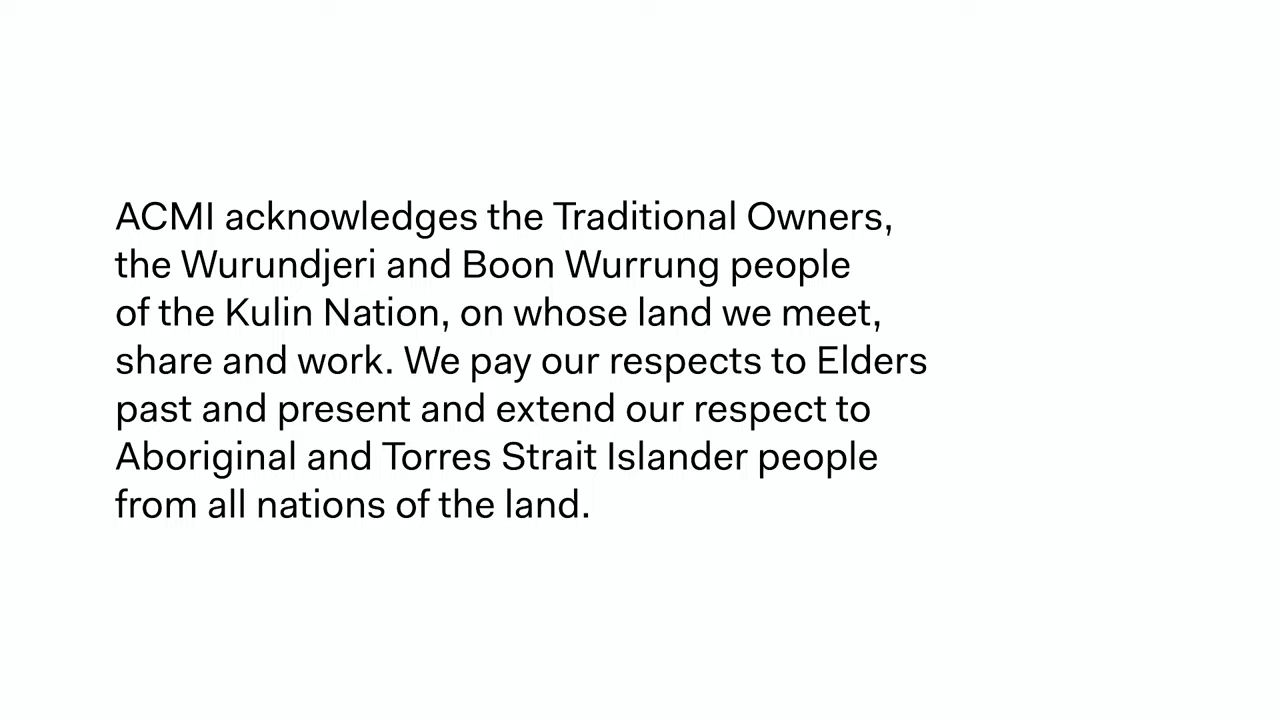 ACMI acknowledges the Traditional Owners,
the Wurundjeri and Boon Wurrung people
of the Kulin Nation, on whose land we meet,
share and work. We pay our respects to Elders
past and present and extend our respect to
Aboriginal and Torres Strait Islander people
from all nations of the land.